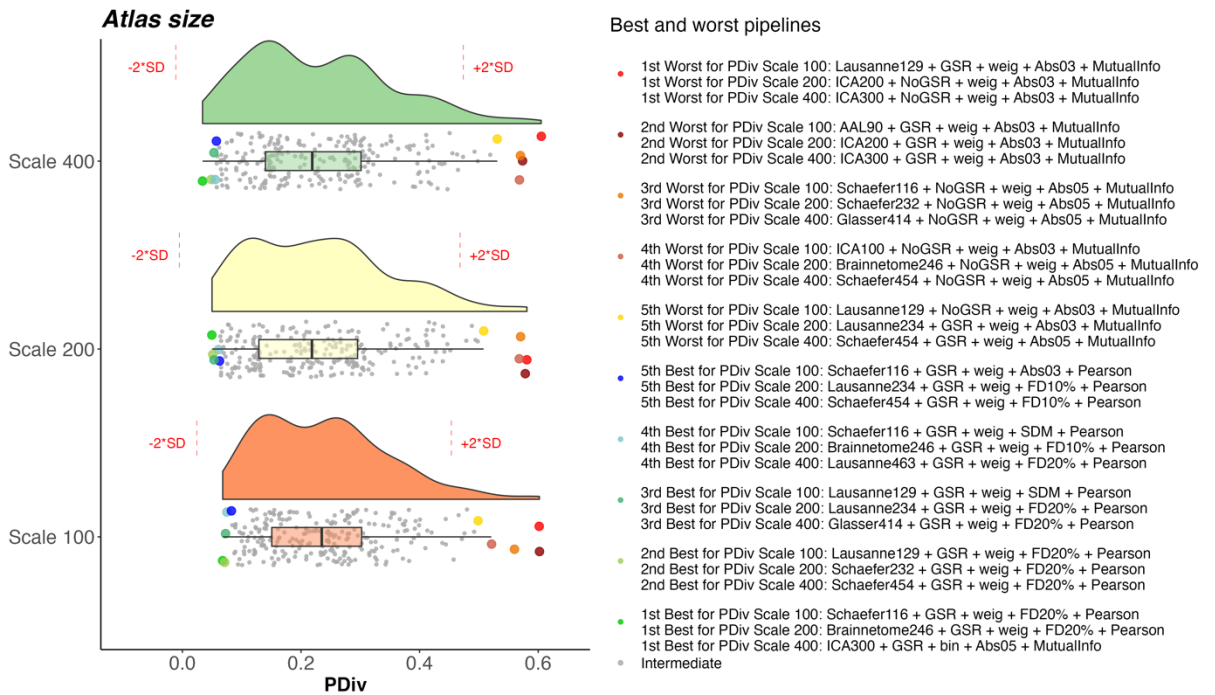 Atlas size
-2*SD
+2*SD
Scale 400
-2*SD
+2*SD
Scale 200
-2*SD
+2*SD
Scale 100
0.0
0.2
0.4
0.6
PDiv
Best and worst pipelines
1st Worst for PDiv Scale 100: Lausanne129 + GSR + weig + Abs03 + MutualInfo
1st Worst for PDiv Scale 200: ICA200 + NoGSR + weig + Abs03 + MutualInfo
1st Worst for PDiv Scale 400: ICA300 + NoGSR + weig + Abs03 + MutualInfo
2nd Worst for PDiv Scale 100: AAL90 + GSR + weig + Abs03 + MutualInfo
2nd Worst for PDiv Scale 200: ICA200 + GSR + weig + Abs03 + MutualInfo
2nd Worst for PDiv Scale 400: ICA300 + GSR + weig + Abs03 + MutualInfo
3rd Worst for PDiv Scale 100: Schaefer116 + NoGSR + weig + Abs05 + MutualInfo
3rd Worst for PDiv Scale 200: Schaefer232 + NoGSR + weig + Abs05 + MutualInfo
3rd Worst for PDiv Scale 400: Glasser414 + NoGSR + weig + Abs05 + MutualInfo
4th Worst for PDiv Scale 100: ICA100 + NoGSR + weig + Abs03 + MutualInfo
4th Worst for PDiv Scale 200: Brainnetome246 + NoGSR + weig + Abs05 + MutualInfo
4th Worst for PDiv Scale 400: Schaefer454 + NoGSR + weig + Abs05 + MutualInfo
5th Worst for PDiv Scale 100: Lausanne129 + NoGSR + weig + Abs03 + MutualInfo
5th Worst for PDiv Scale 200: Lausanne234 + GSR + weig + Abs03 + MutualInfo
5th Worst for PDiv Scale 400: Schaefer454 + GSR + weig + Abs05 + MutualInfo
5th Best for PDiv Scale 100: Schaefer116 + GSR + weig + Abs03 + Pearson
5th Best for PDiv Scale 200: Lausanne234 + GSR + weig + FD10% + Pearson
5th Best for PDiv Scale 400: Schaefer454 + GSR + weig + FD10% + Pearson
4th Best for PDiv Scale 100: Schaefer116 + GSR + weig + SDM + Pearson
4th Best for PDiv Scale 200: Brainnetome246 + GSR + weig + FD10% + Pearson
4th Best for PDiv Scale 400: Lausanne463 + GSR + weig + FD20% + Pearson
3rd Best for PDiv Scale 100: Lausanne129 + GSR + weig + SDM + Pearson
3rd Best for PDiv Scale 200: Lausanne234 + GSR + weig + FD20% + Pearson
3rd Best for PDiv Scale 400: Glasser414 + GSR + weig + FD20% + Pearson
2nd Best for PDiv Scale 100: Lausanne129 + GSR + weig + FD20% + Pearson
2nd Best for PDiv Scale 200: Schaefer232 + GSR + weig + FD20% + Pearson
2nd Best for PDiv Scale 400: Schaefer454 + GSR + weig + FD20% + Pearson
1st Best for PDiv Scale 100: Schaefer116 + GSR + weig + FD20% + Pearson
1st Best for PDiv Scale 200: Brainnetome246 + GSR + weig + FD20% + Pearson
1st Best for PDiv Scale 400: ICA300 + GSR + bin + Abs05 + MutualInfo
Intermediate